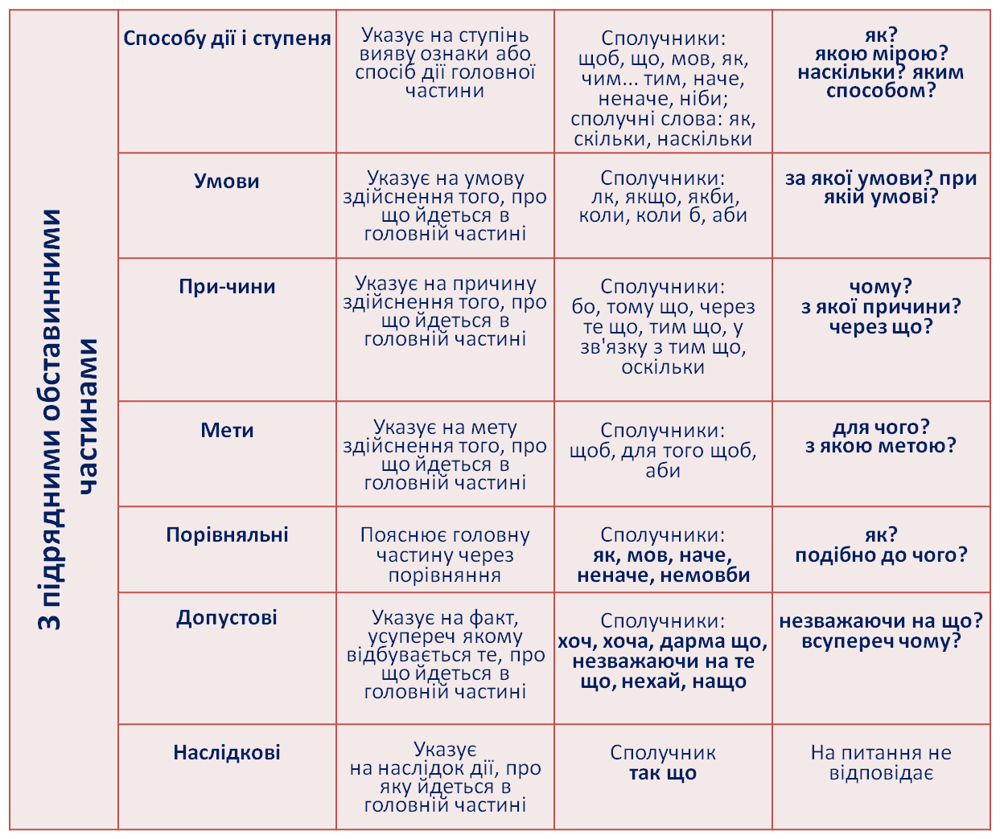 З підрядними обставинними
частинами
Способу дії і ступеня
Указує на ступінь
вияву ознаки або
спосіб дії головної
частини
Сполучники:
щоб, що, мов, як,
чим... тим, наче,
неначе, ніби;
сполучні слова: як,
скільки, наскільки
як?
якою мірою?
наскільки? яким
способом?
Умови
Указує на умову
здійснення того, про
що йдеться в
головній частині
Сполучники:
лк, якщо, якби,
коли, коли б, аби
за якої умови? при
якій умові?
При-чини
Указує на причину
здійснення того, про
що йдеться в
головній частині
Сполучники:
бо, тому що, через
те що, тим що, у
зв'язку з тим що,
оскільки
чому?
з якої причини?
через що?
Мети
Указує на мету
здійснення того, про
що йдеться в
головній частині
Сполучники:
щоб, для того щоб,
аби
для чого?
з якою метою?
Порівняльні
Пояснює головну
частину через
порівняння
Сполучники:
як, мов, наче,
неначе, немовби
як?
подібно до чого?
Допустові
Указує на факт,
усупереч якому
відбувається те, про
що йдеться в
головній частині
Сполучники:
хоч, хоча, дарма що,
незважаючи на те
що, нехай, нащо
незважаючи на що?
всупереч чому?
Наслідкові
Указує
на наслідок дії, про
яку йдеться в
головній частині
Сполучник
так що
На питання не
відповідає